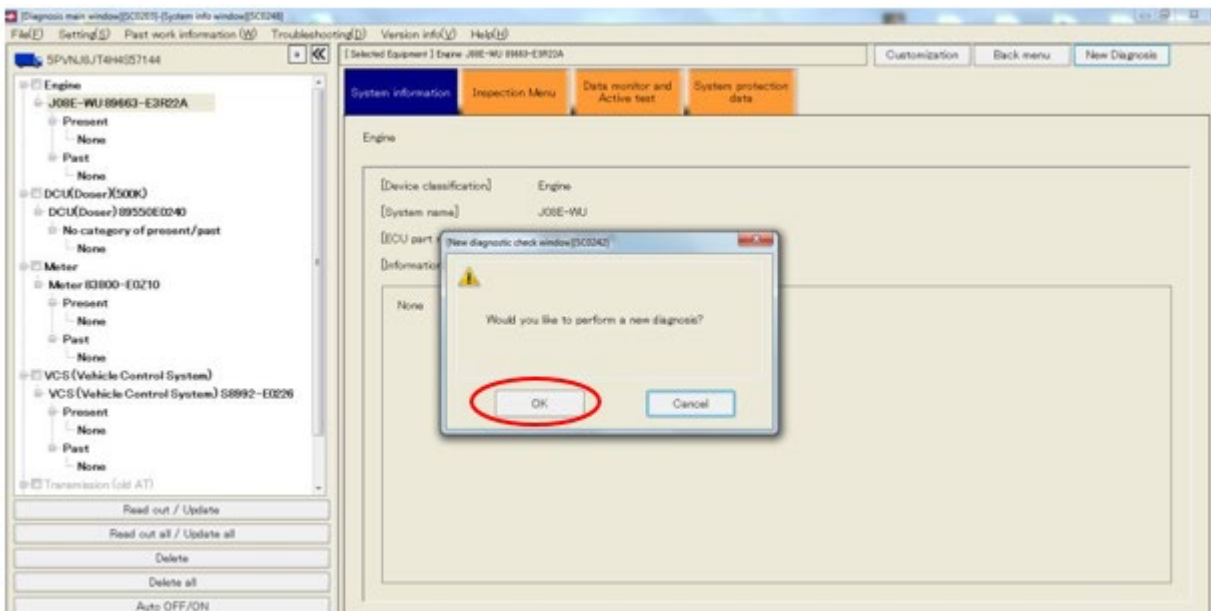 [Diagnosis main window][SC0203]-[System info window][SC0248]
File(F) Setting(S) Past work information (W) Troubleshooting(D) Version info(V) Help(H)
5PVNJ8JT4H4S57144
[ Selected Equipment ] Engine J08E-WU 89663-E3R22A
Customization Back menu New Diagnosis
Engine
J08E-WU 89663-E3R22A
Present
None
Past
None
DCU(Doser)(500K)
DCU(Doser) 89550E0240
No category of present/past
None
Meter
Meter 83800-E0Z10
Present
None
Past
None
VCS (Vehicle Control System)
VCS (Vehicle Control System) S8992-E0226
Present
None
Past
None
Transmission (old AT)
Read out / Update
Read out all / Update all
Delete
Delete all
Auto OFF/ON
System information
Inspection Menu
Data monitor and
Active test
System protection
data
Engine
[Device classification] Engine
[System name] J08E-WU
[ECU part
[Information
None
[New diagnostic check window][SC0242]
Would you like to perform a new diagnosis?
OK Cancel